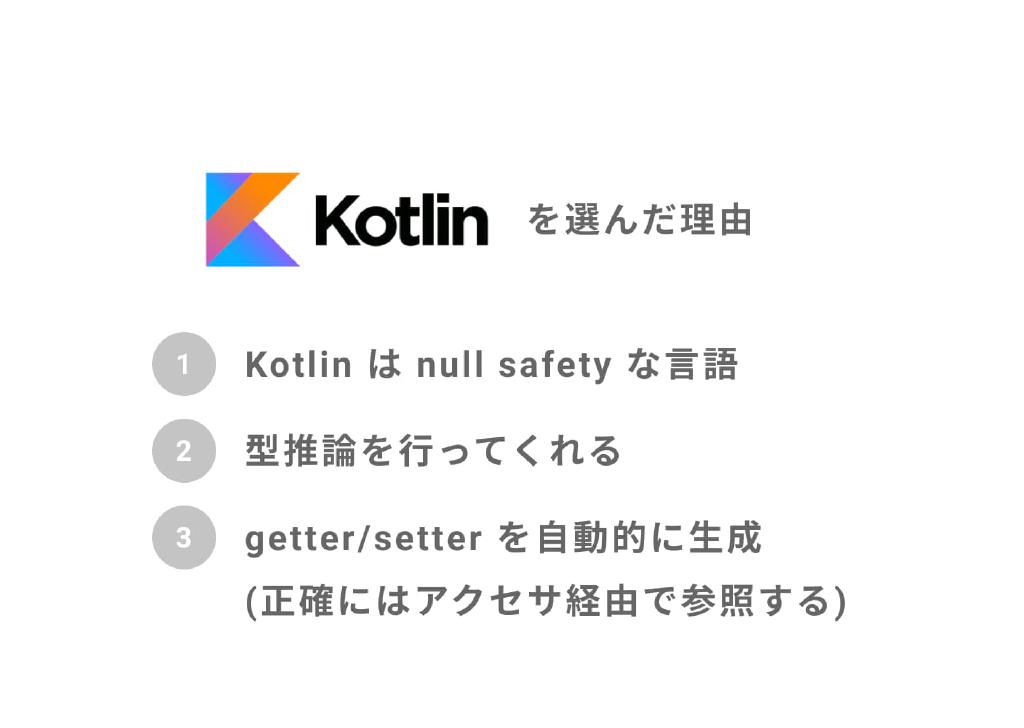 Kotlin を選んだ理由
1 Kotlin は null safety な言語
2 型推論を行ってくれる
3 getter/setter を自動的に生成
(正確にはアクセサ経由で参照する)